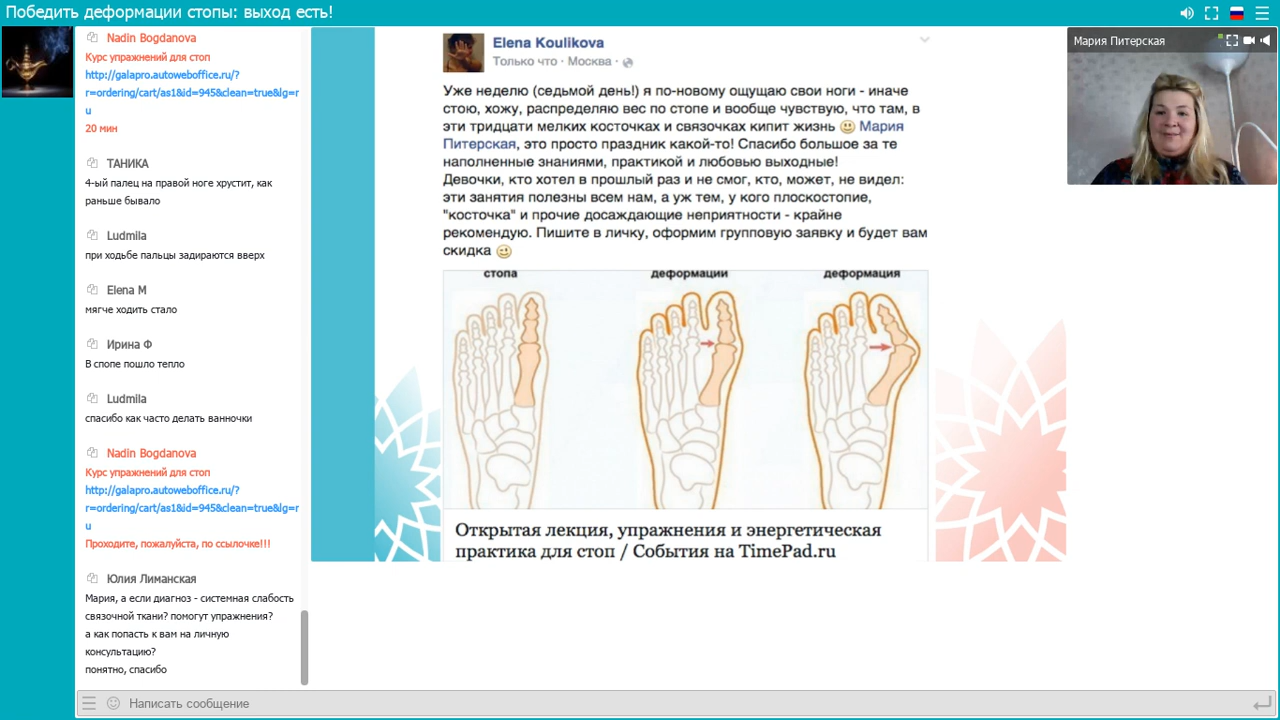 Победить деформации стопы: выход есть!
Nadin Bogdanova
Курс упражнений для стоп
http://galapro.autoweboffice.ru/?
r=ordering/cart/as1&id=945&clean=true&lg=r
u
20 мин
ТАНИКА
4-ый палец на правой ноге хрустит, как
раньше бывало
Ludmila
при ходьбе пальцы задираются вверх
Elena M
мягче ходить стало
Ирина Ф
В спопе пошло тепло
Ludmila
спасибо как часто делать ванночки
Nadin Bogdanova
Курс упражнений для стоп
http://galapro.autoweboffice.ru/?
r=ordering/cart/as1&id=945&clean=true&lg=r
u
Проходите, пожалуйста, по ссылочке!!!
Юлия Лиманская
Мария, а если диагноз - системная слабость
связочной ткани? помогут упражнения?
а как попасть к вам на личную
консультацию?
понятно, спасибо
Написать сообщение
Elena Koulikova
Только что · Москва ·
Уже неделю (седьмой день!) я по-новому ощущаю свои ноги - иначе
стою, хожу, распределяю вес по стопе и вообще чувствую, что там, в
эти тридцати мелких косточках и связочках кипит жизнь Мария
Питерская, это просто праздник какой-то! Спасибо большое за те
наполненные знаниями, практикой и любовью выходные!
Девочки, кто хотел в прошлый раз и не смог, кто, может, не видел:
эти занятия полезны всем нам, а уж тем, у кого плоскостопие,
"косточка" и прочие досаждающие неприятности - крайне
рекомендую. Пишите в личку, оформим групповую заявку и будет вам
скидка
стопа деформации деформация
Открытая лекция, упражнения и энергетическая
практика для стоп / События на TimePad.ru
Мария Питерская